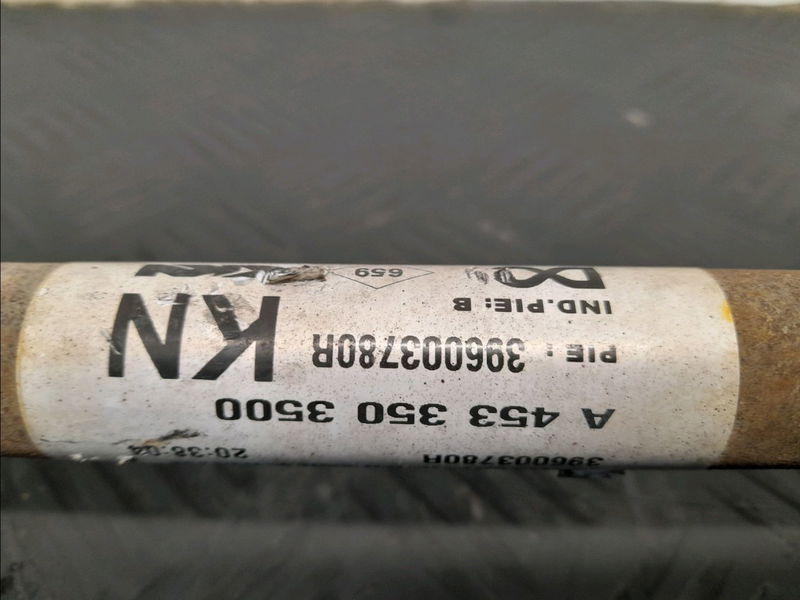 659
IND.PIE: B
PIE : 396003780R
KN
A 453 350 3500
396003780R
20:38:04